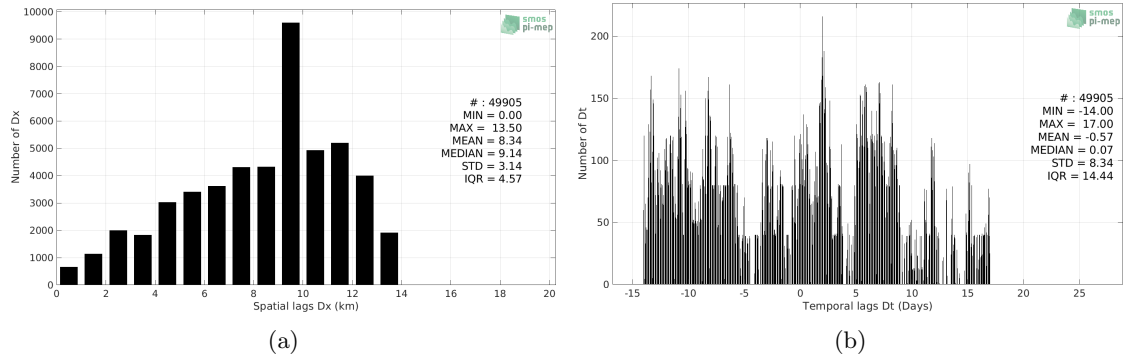 10000
9000
8000
7000
6000
5000
4000
3000
2000
1000
0
Number of Dx
smos
pi-mep
# : 49905
MIN = 0.00
MAX = 13.50
MEAN = 8.34
MEDIAN = 9.14
STD = 3.14
IQR = 4.57
0 2 4 6 8 10 12 14 16 18 20
Spatial lags Dx (km)
(a)
200
150
100
50
0
Number of Dt
smos
pi-mep
# : 49905
MIN = -14.00
MAX = 17.00
MEAN = -0.57
MEDIAN = 0.07
STD = 8.34
IQR = 14.44
-15 -10 -5 0 5 10 15 20 25
Temporal lags Dt (Days)
(b)